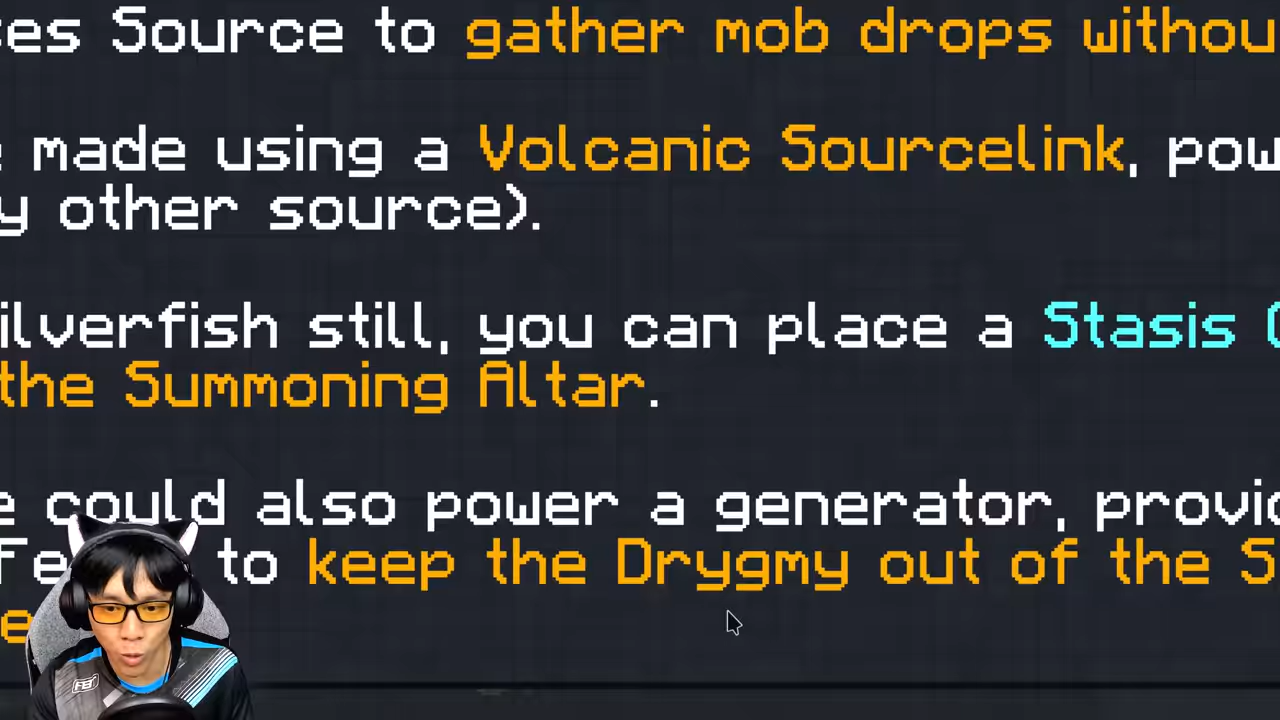 es Source to gather mob drops withou
made using a Volcanic Sourcelink, pow
y other source).
ilverfish still, you can place a Stasis
the Summoning Altar.
e could also power a generator, provi
Fe to keep the Drygmy out of the S
e